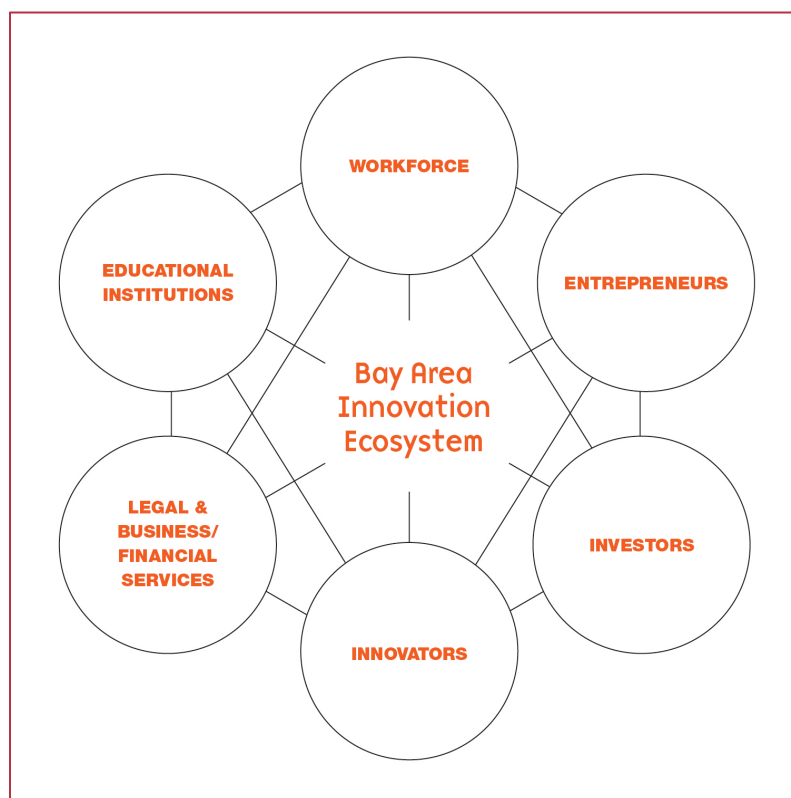 WORKFORCE
EDUCATIONAL
INSTITUTIONS
ENTREPRENEURS
Bay Area
Innovation
Ecosystem
LEGAL &
BUSINESS/
FINANCIAL
SERVICES
INVESTORS
INNOVATORS